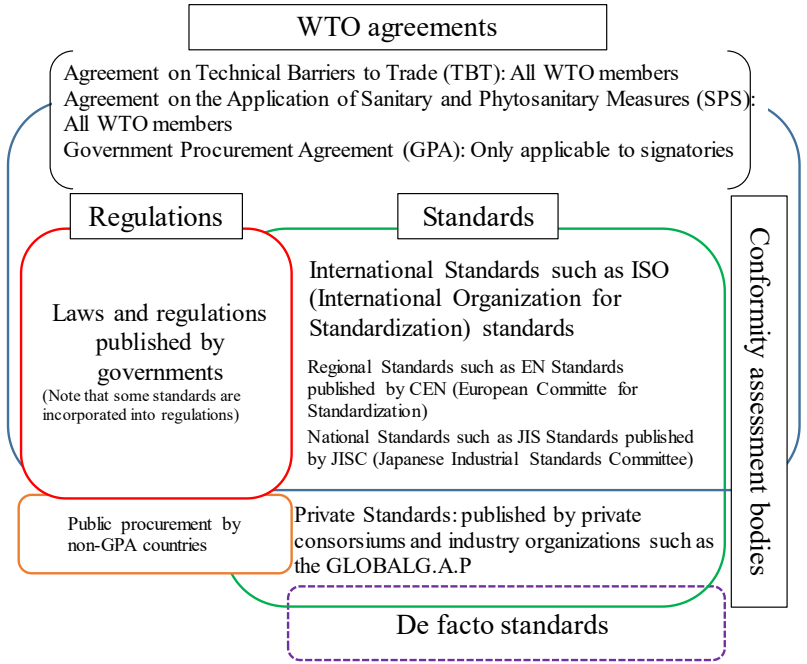 WTO agreements
Agreement on Technical Barriers to Trade (TBT): All WTO members
Agreement on the Application of Sanitary and Phytosanitary Measures (SPS):
All WTO members
Government Procurement Agreement (GPA): Only applicable to signatories
Regulations
Laws and regulations
published by
governments
(Note that some standards are
incorporated into regulations)
Standards
International Standards such as ISO
(International Organization for
Standardization) standards
Regional Standards such as EN Standards
published by CEN (European Committe for
Standardization)
National Standards such as JIS Standards published
by JISC (Japanese Industrial Standards Committee)
Conformity assessment bodies
Public procurement by
non-GPA countries
Private Standards: published by private
consorsiums and industry organizations such as
the GLOBALG.A.P
De facto standards